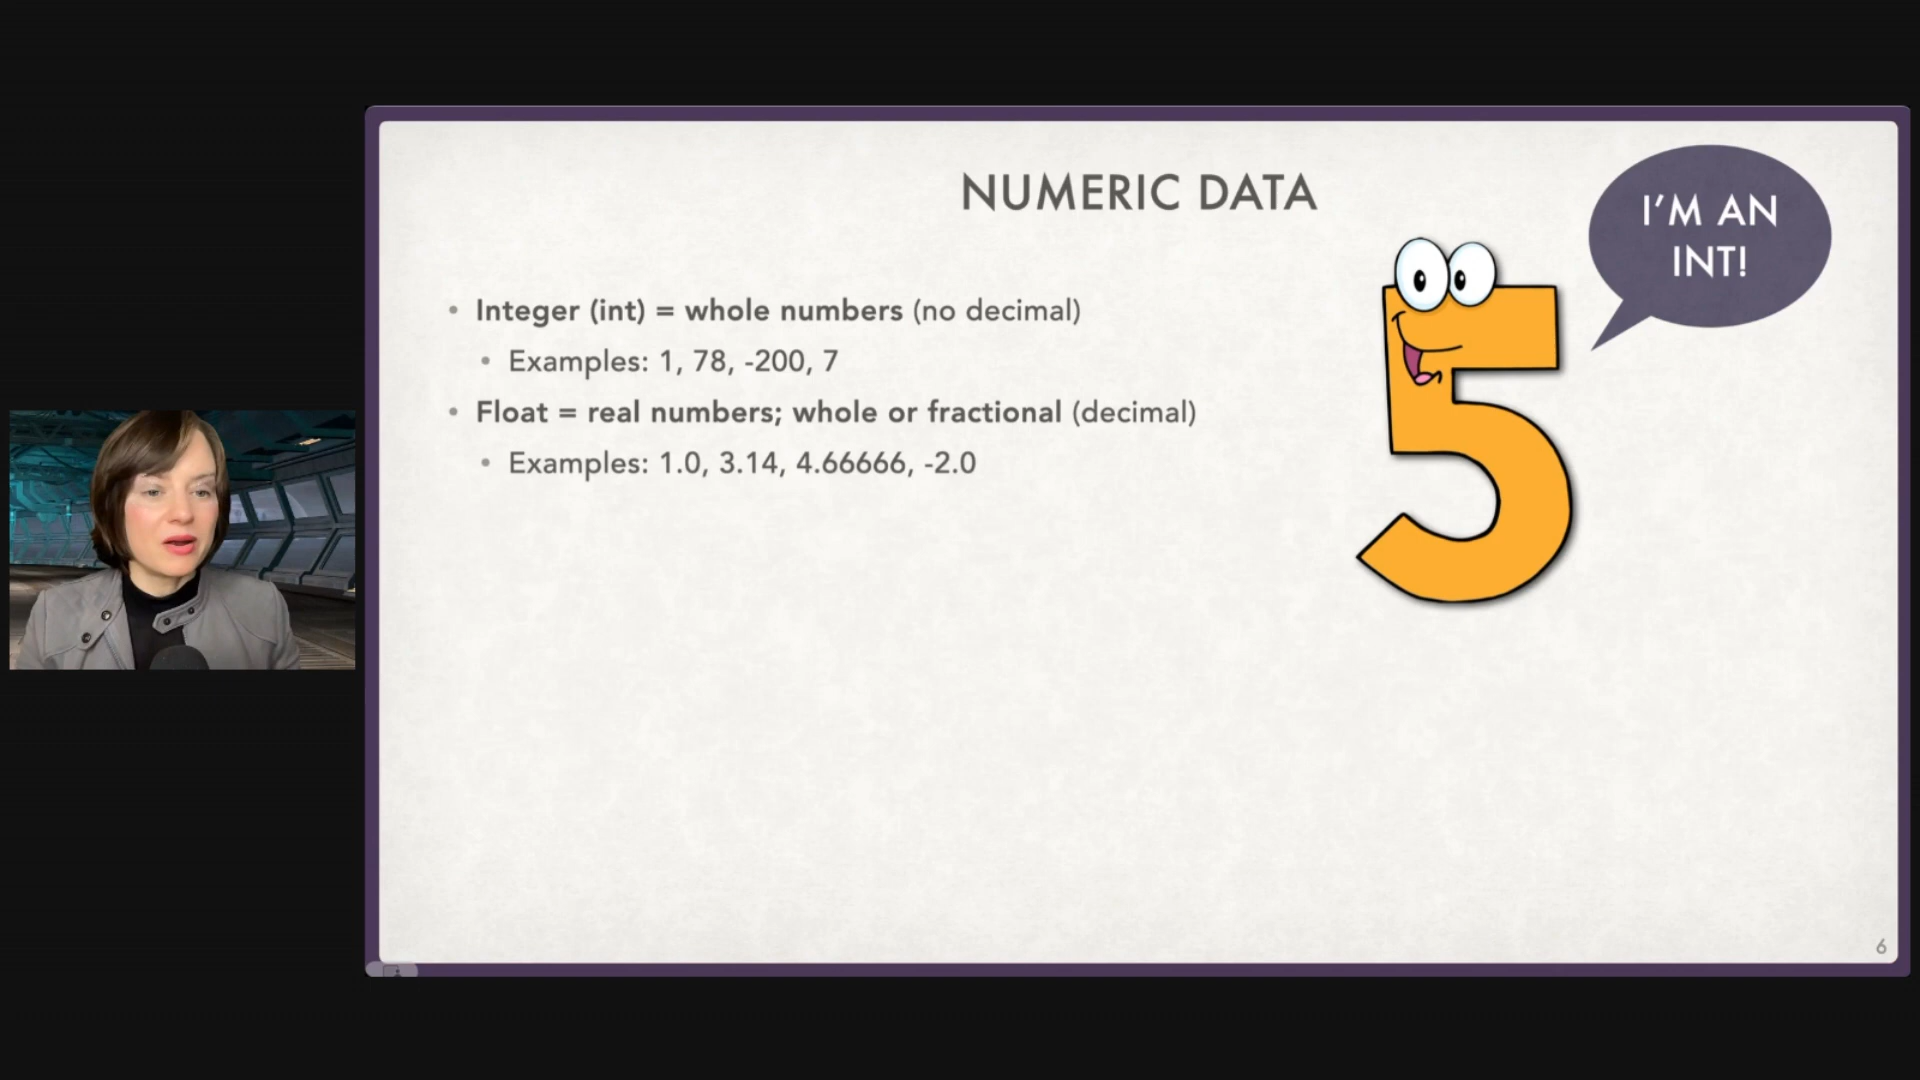 NUMERIC DATA
I'M AN
INT!
• Integer (int) = whole numbers (no decimal)
• Examples: 1, 78, -200, 7
• Float = real numbers; whole or fractional (decimal)
• Examples: 1.0, 3.14, 4.66666, -2.0
5
6